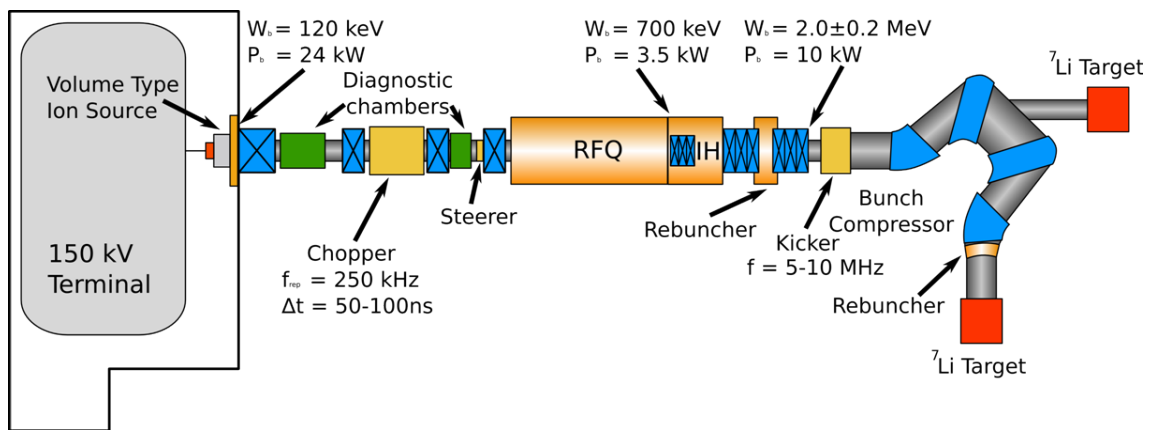 W_b = 120 keV
P_b = 24 kW
Volume Type
Ion Source
Diagnostic
chambers
W_b = 700 keV
P_b = 3.5 kW
W_b = 2.0±0.2 MeV
P_b = 10 kW
⁷Li Target
RFQ
IH
Steerer
Chopper
f_rep = 250 kHz
Δt = 50-100ns
150 kV
Terminal
Rebuncher
Kicker
f = 5-10 MHz
Bunch
Compressor
Rebuncher
⁷Li Target